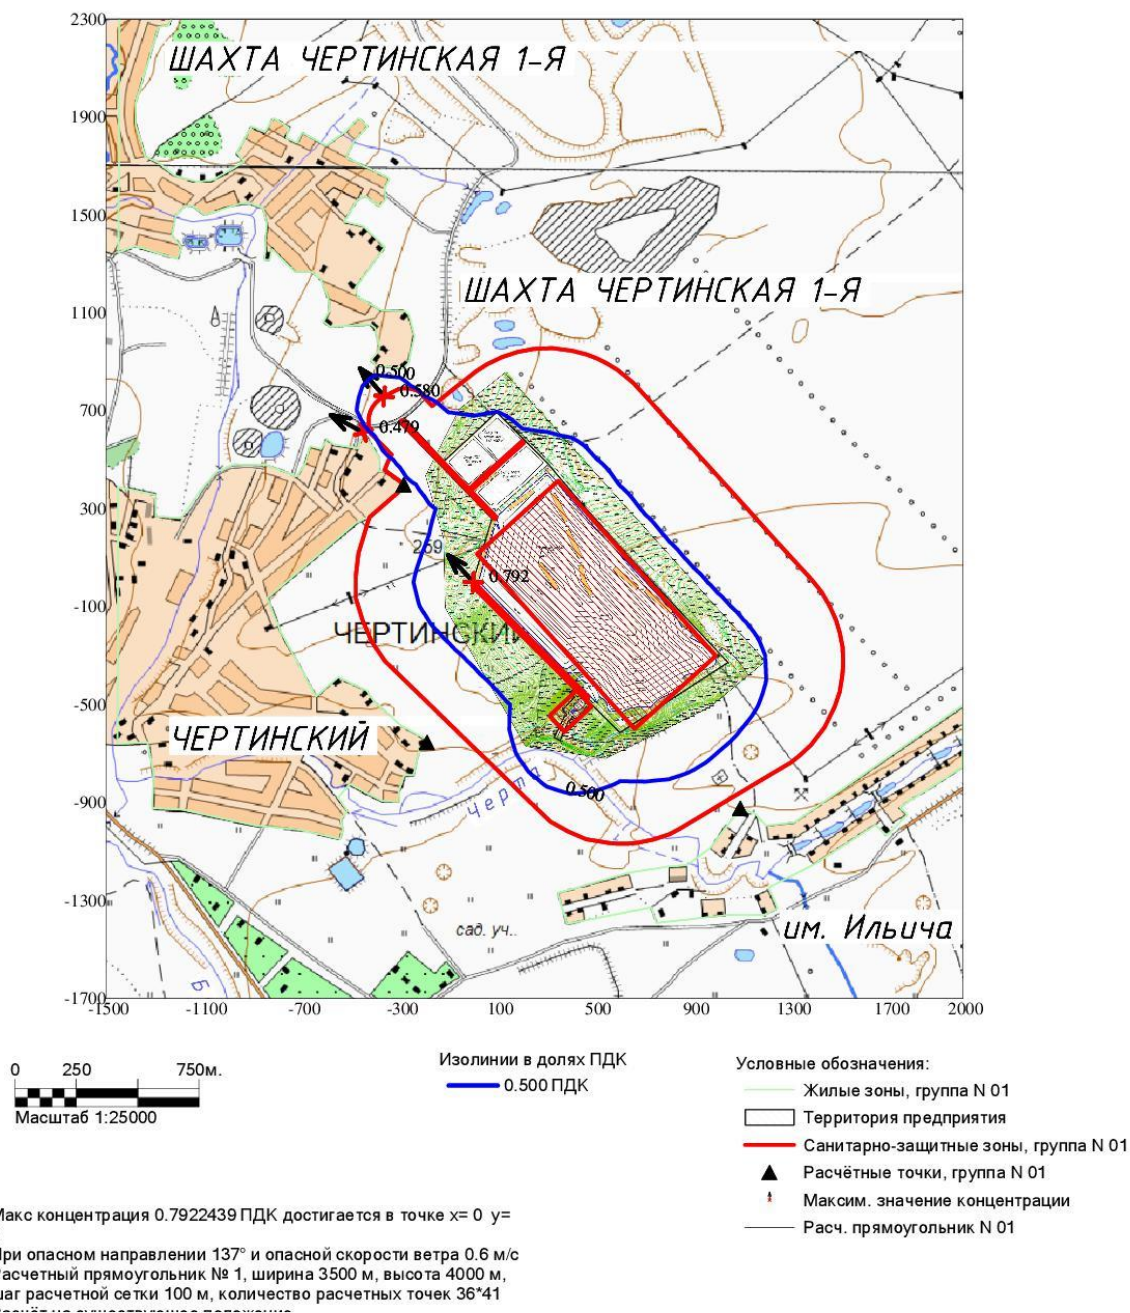 2300
ШАХТА ЧЕРТИНСКАЯ 1-Я
1900
1500
ШАХТА ЧЕРТИНСКАЯ 1-Я
1100
0.500
0.580
700
0.479
300
259
0.792
-100
ЧЕРТИНСКИЙ
-500
ЧЕРТИНСКИЙ
-900
Черта
0.500
-1300
сад. уч..
им. Ильича
Б
-1700
-1500 -1100 -700 -300 100 500 900 1300 1700 2000
0 250 750м.
Масштаб 1:25000
Изолинии в долях ПДК
0.500 ПДК
Условные обозначения:
Жилые зоны, группа N 01
Территория предприятия
Санитарно-защитные зоны, группа N 01
Расчётные точки, группа N 01
Максим. значение концентрации
Расч. прямоугольник N 01
Макс концентрация 0.7922439 ПДК достигается в точке x= 0 y=
При опасном направлении 137° и опасной скорости ветра 0.6 м/с
Расчетный прямоугольник № 1, ширина 3500 м, высота 4000 м,
шаг расчетной сетки 100 м, количество расчетных точек 36*41